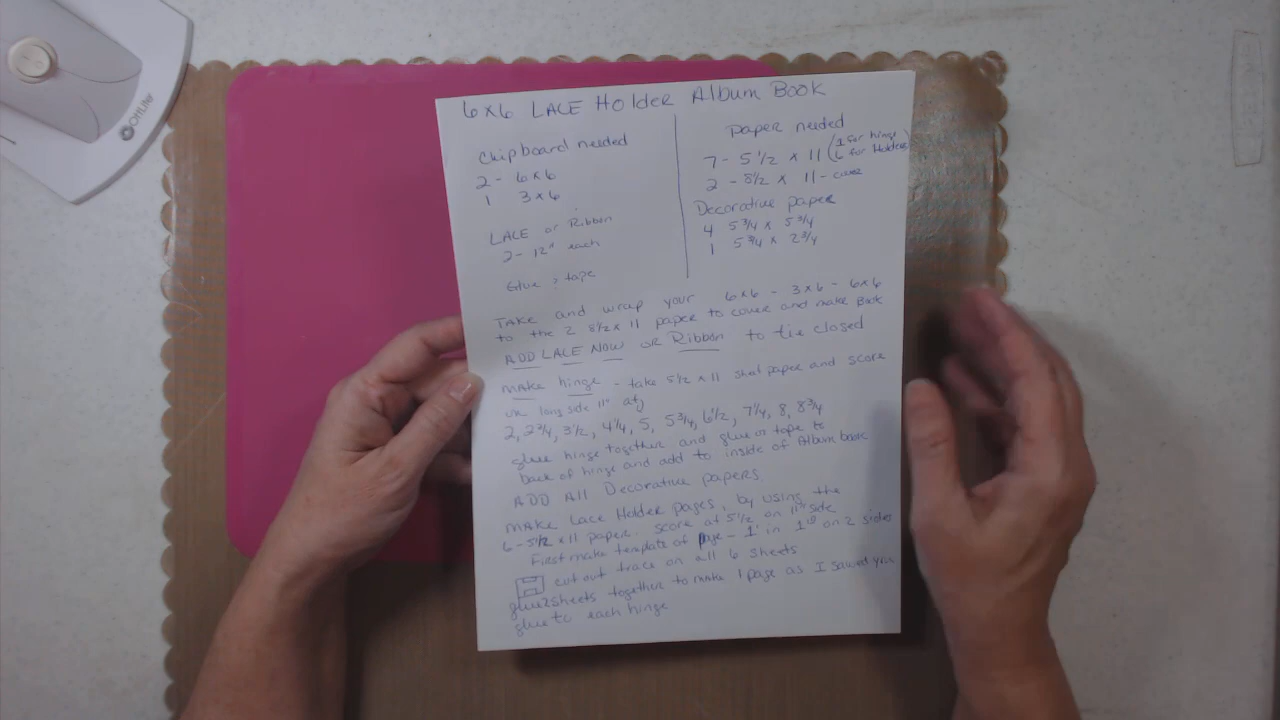 OttLite
6x6 LACE HOLDER ALBUM BOOK
Chipboard needed
2 - 6x6
1 3x6
LACE or Ribbon
2 - 12" each
Glue & tape
paper needed
7 - 5 1/2 x 11 (1 for hinge
6 for Holders
2 - 8 1/2 x 11 - cover
Decorative paper
4 5 3/4 x 5 3/4
1 5 3/4 x 2 3/4
TAKE and wrap your 6x6 - 3x6 - 6x6
to the 2 8 1/2 x 11 paper to cover and make Book
ADD LACE NOW OR Ribbon to tie closed
MAKE hinge - take 5 1/2 x 11 paper and score
on long side 11" at
2, 2 3/4, 3 1/2, 4 1/4, 5, 5 3/4, 6 1/2, 7 1/4, 8, 8 3/4
glue hinge together and glue or tape to
back of hinge and add to inside of Album book
ADD All Decorative papers
MAKE Lace Holder pages, by using the
6 - 5 1/2 x 11 paper. score at 5 1/2 on 11" side
First make template of page - 1" in on 2 sides
cut out trace on all 6 sheets
glue 2 sheets together to make 1 page as I sawed you
glue to each hinge